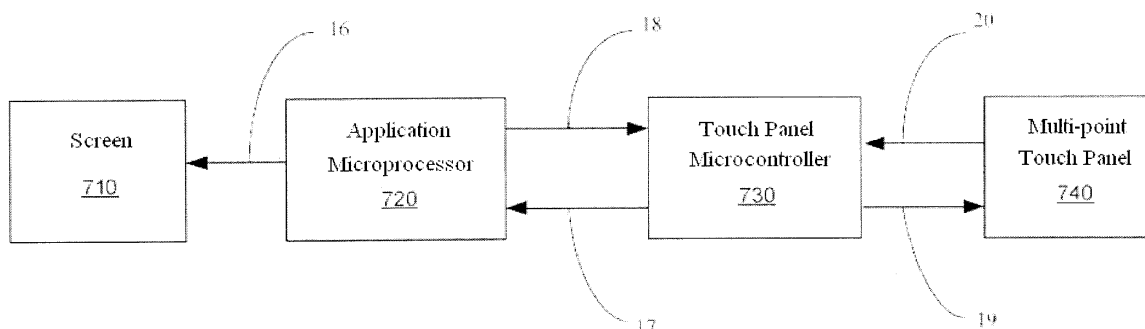 16
18
20
Screen
710
Application
Microprocessor
720
Touch Panel
Microcontroller
730
Multi-point
Touch Panel
740
17
19